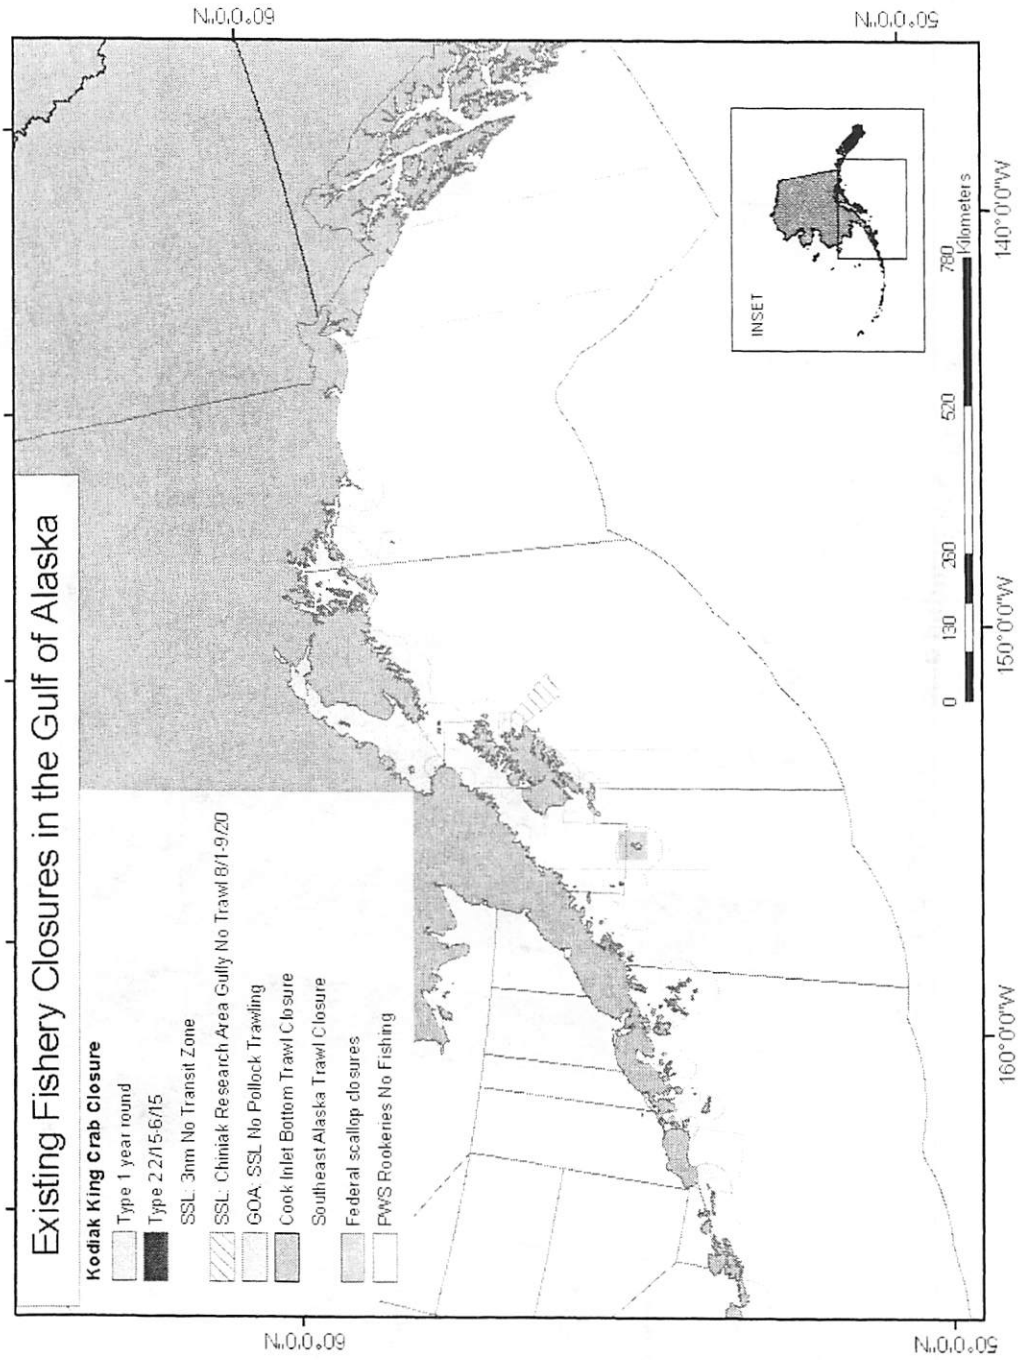 Existing Fishery Closures in the Gulf of Alaska
Kodiak King Crab Closure
Type 1 year round
Type 2 2/15-6/15
SSL: 3nm No Transit Zone
SSL: Chiniak Research Area Gully No Trawl 8/1-9/20
GOA: SSL No Pollock Trawling
Cook Inlet Bottom Trawl Closure
Southeast Alaska Trawl Closure
Federal scallop closures
PWS Rookeries No Fishing
INSET
0 130 260 520 780
Kilometers
60°0'0"N
50°0'0"N
60°0'0"N
50°0'0"N
160°0'0"W
150°0'0"W
140°0'0"W